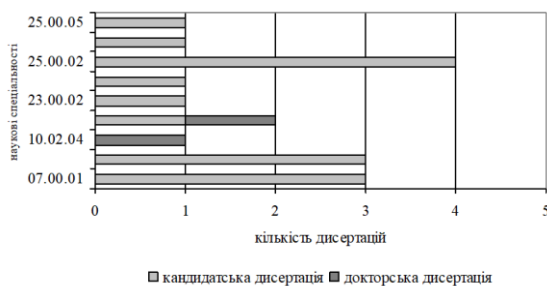 наукові спеціальності
25.00.05
25.00.02
23.00.02
10.02.04
07.00.01
0 1 2 3 4 5
кількість дисертацій
кандидатська дисертація докторська дисертація